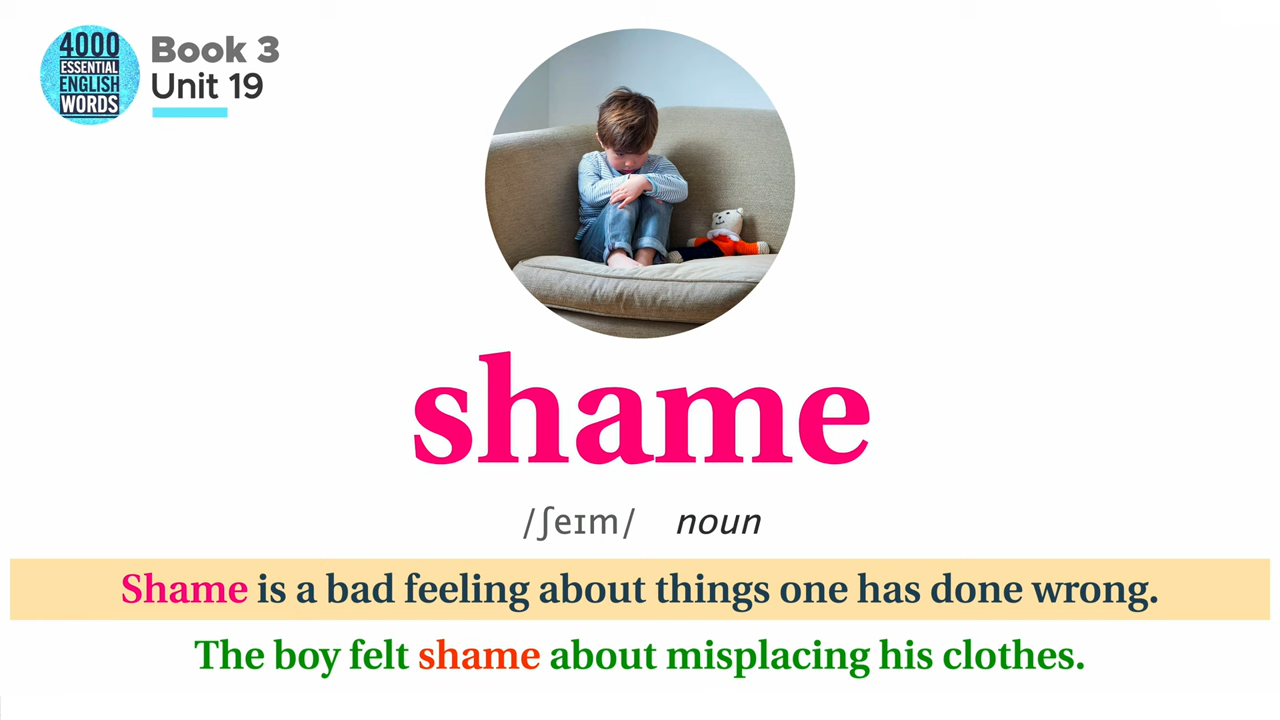 4000
ESSENTIAL
ENGLISH
WORDS
Book 3
Unit 19
shame
/ʃeɪm/ noun
Shame is a bad feeling about things one has done wrong.
The boy felt shame about misplacing his clothes.